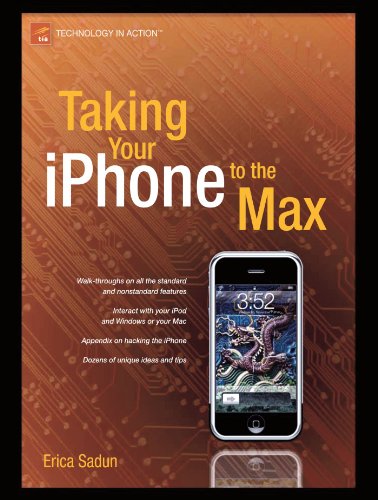 tia
TECHNOLOGY IN ACTION™
Taking
Your
iPhone to the
Max
Walk-throughs on all the standard
and nonstandard features
Interact with your iPod
and Windows or your Mac
Appendix on hacking the iPhone
Dozens of unique ideas and tips
3:52
Erica Sadun